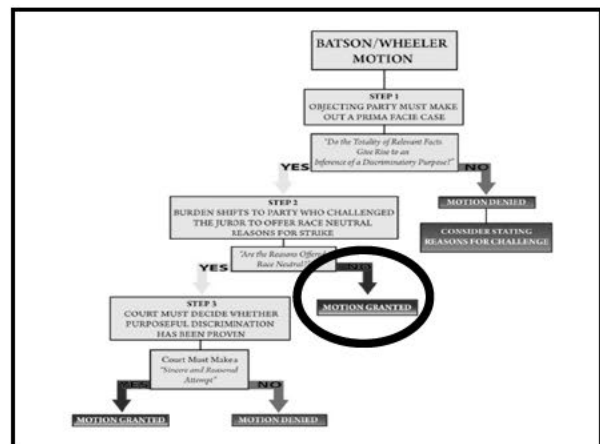 BATSON/WHEELER
MOTION
STEP 1
OBJECTING PARTY MUST MAKE
OUT A PRIMA FACIE CASE
"Do the Totality of Relevant Facts
Give Rise to an
Inference of a Discriminatory Purpose?"
YES
NO
MOTION DENIED
CONSIDER STATING
REASONS FOR CHALLENGE
STEP 2
BURDEN SHIFTS TO PARTY WHO CHALLENGED
THE JUROR TO OFFER RACE NEUTRAL
REASONS FOR STRIKE
"Are the Reasons Offered
Race Neutral?"
YES
NO
MOTION GRANTED
STEP 3
COURT MUST DECIDE WHETHER
PURPOSEFUL DISCRIMINATION
HAS BEEN PROVEN
Court Must Make a
"Sincere and Reasoned
Attempt"
YES
NO
MOTION GRANTED
MOTION DENIED